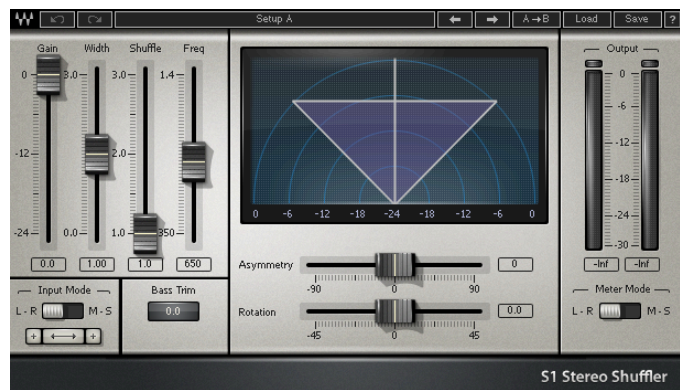 Setup A
A→B
Load
Save
?
Gain
Width
Shuffle
Freq
0
3.0
3.0
1.4
-12
2.0
-24
0.0
1.0
350
0.0
1.00
1.0
650
Input Mode
L - R
M - S
+
+
Bass Trim
0.0
0 -6 -12 -18 -24 -18 -12 -6 0
Asymmetry
0
-90 0 90
Rotation
0.0
-45 0 45
Output
0
-6
-12
-18
-24
-30
-Inf
-Inf
Meter Mode
L - R
M - S
S1 Stereo Shuffler